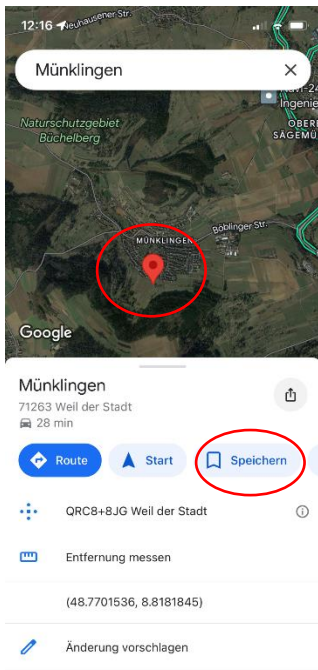 12:16
Neuhausener Str.
Münklingen
Ingenie
Naturschutzgebiet
Büchelberg
OBER
SÄGEMÜ
Böblinger Str.
MÜNKLINGEN
Google
Münklingen
71263 Weil der Stadt
28 min
Route
Start
Speichern
QRC8+8JG Weil der Stadt
Entfernung messen
(48.7701536, 8.8181845)
Änderung vorschlagen